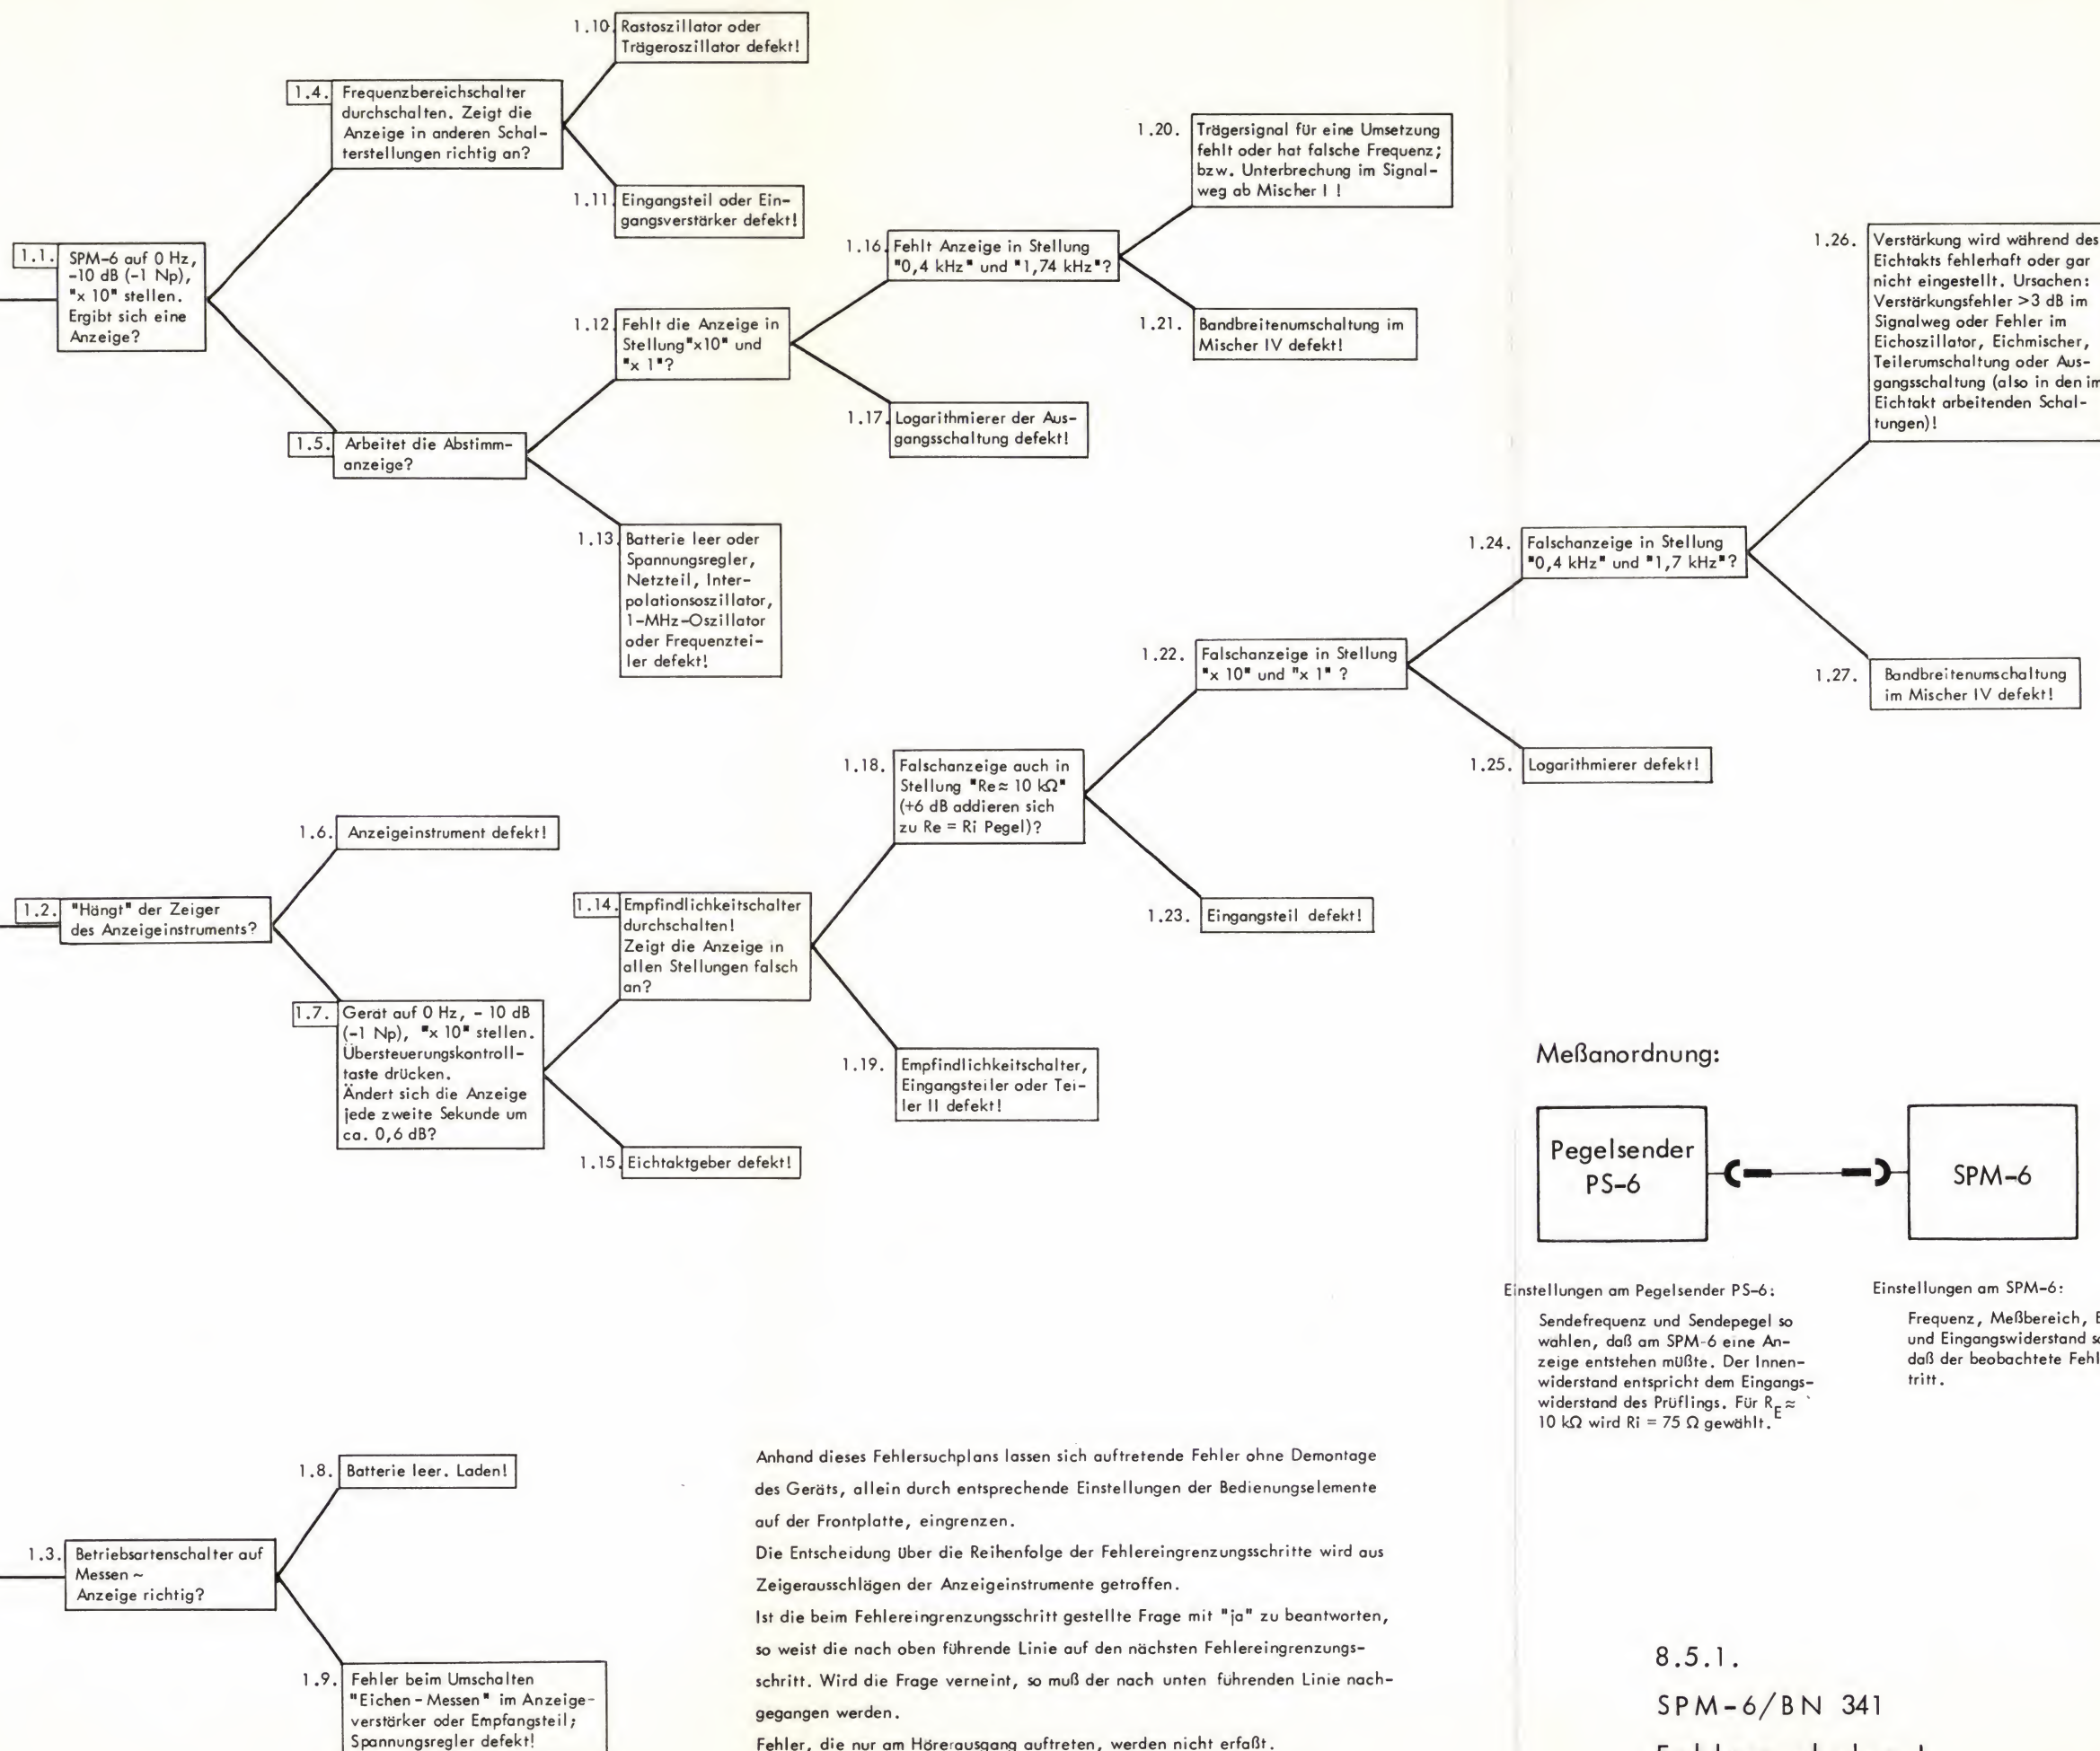 1.10. Rastoszillator oder
Trägeroszillator defekt!
1.4. Frequenzbereichschalter
durchschalten. Zeigt die
Anzeige in anderen Schal-
terstellungen richtig an?
1.11. Eingangsteil oder Ein-
gangsverstärker defekt!
1.20. Trägersignal für eine Umsetzung
fehlt oder hat falsche Frequenz;
bzw. Unterbrechung im Signal-
weg ab Mischer I !
1.1. SPM-6 auf 0 Hz,
-10 dB (-1 Np),
"x 10" stellen.
Ergibt sich eine
Anzeige?
1.16. Fehlt Anzeige in Stellung
"0,4 kHz" und "1,74 kHz"?
1.26. Verstärkung wird während des
Eichtakts fehlerhaft oder gar
nicht eingestellt. Ursachen:
Verstärkungsfehler >3 dB im
Signalweg oder Fehler im
Eichoszillator, Eichmischer,
Teilerumschaltung oder Aus-
gangsschaltung (also in den im
Eichtakt arbeitenden Schal-
tungen)!
1.12. Fehlt die Anzeige in
Stellung "x10" und
"x 1"?
1.21. Bandbreitenumschaltung im
Mischer IV defekt!
1.17. Logarithmierer der Aus-
gangsschaltung defekt!
1.5. Arbeitet die Abstimm-
anzeige?
1.13. Batterie leer oder
Spannungsregler,
Netzteil, Inter-
polationsoszillator,
1-MHz-Oszillator
oder Frequenztei-
ler defekt!
1.24. Falschanzeige in Stellung
"0,4 kHz" und "1,7 kHz"?
1.22. Falschanzeige in Stellung
"x 10" und "x 1" ?
1.27. Bandbreitenumschaltung
im Mischer IV defekt!
1.18. Falschanzeige auch in
Stellung "Re≈ 10 kΩ"
(+6 dB addieren sich
zu Re = Ri Pegel)?
1.25. Logarithmierer defekt!
1.6. Anzeigeinstrument defekt!
1.2. "Hängt" der Zeiger
des Anzeigeinstruments?
1.14. Empfindlichkeitschalter
durchschalten!
Zeigt die Anzeige in
allen Stellungen falsch
an?
1.23. Eingangsteil defekt!
1.7. Gerät auf 0 Hz, - 10 dB
(-1 Np), "x 10" stellen.
Übersteuerungskontroll-
taste drücken.
Ändert sich die Anzeige
jede zweite Sekunde um
ca. 0,6 dB?
1.19. Empfindlichkeitschalter,
Eingangsteiler oder Tei-
ler II defekt!
1.15. Eichtaktgeber defekt!
Meßanordnung:
Pegelsender
PS-6
SPM-6
Einstellungen am Pegelsender PS-6:
Sendefrequenz und Sendepegel so
wahlen, daß am SPM-6 eine An-
zeige entstehen müßte. Der Innen-
widerstand entspricht dem Eingangs-
widerstand des Prüflings. Für RE≈
10 kΩ wird Ri = 75 Ω gewählt.
Einstellungen am SPM-6:
Frequenz, Meßbereich,
und Eingangswiderstand
daß der beobachtete
tritt.
1.8. Batterie leer. Laden!
1.3. Betriebsartenschalter auf
Messen ~
Anzeige richtig?
1.9. Fehler beim Umschalten
"Eichen - Messen" im Anzeige-
verstärker oder Empfangsteil;
Spannungsregler defekt!
Anhand dieses Fehlersuchplans lassen sich auftretende Fehler ohne Demontage
des Geräts, allein durch entsprechende Einstellungen der Bedienungselemente
auf der Frontplatte, eingrenzen.
Die Entscheidung über die Reihenfolge der Fehlereingrenzungsschritte wird aus
Zeigerausschlägen der Anzeigeinstrumente getroffen.
Ist die beim Fehlereingrenzungsschritt gestellte Frage mit "ja" zu beantworten,
so weist die nach oben führende Linie auf den nächsten Fehlereingrenzungs-
schritt. Wird die Frage verneint, so muß der nach unten führenden Linie nach-
gegangen werden.
Fehler, die nur am Hörerausgang auftreten, werden nicht erfaßt.
8.5.1.
SPM-6/BN 341